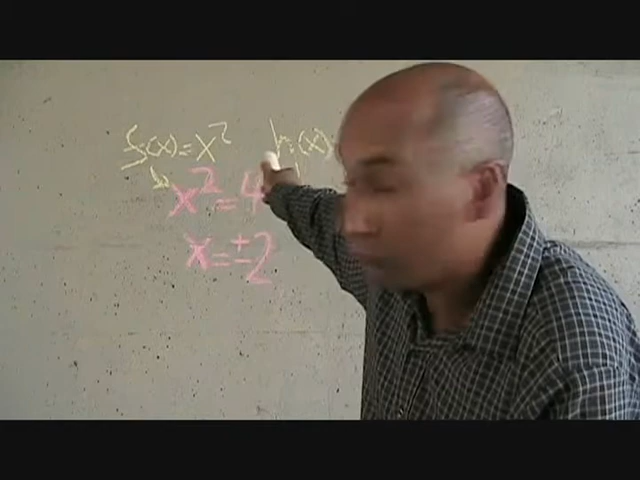 f(x)=x² h(x)
x²=4
x=±2